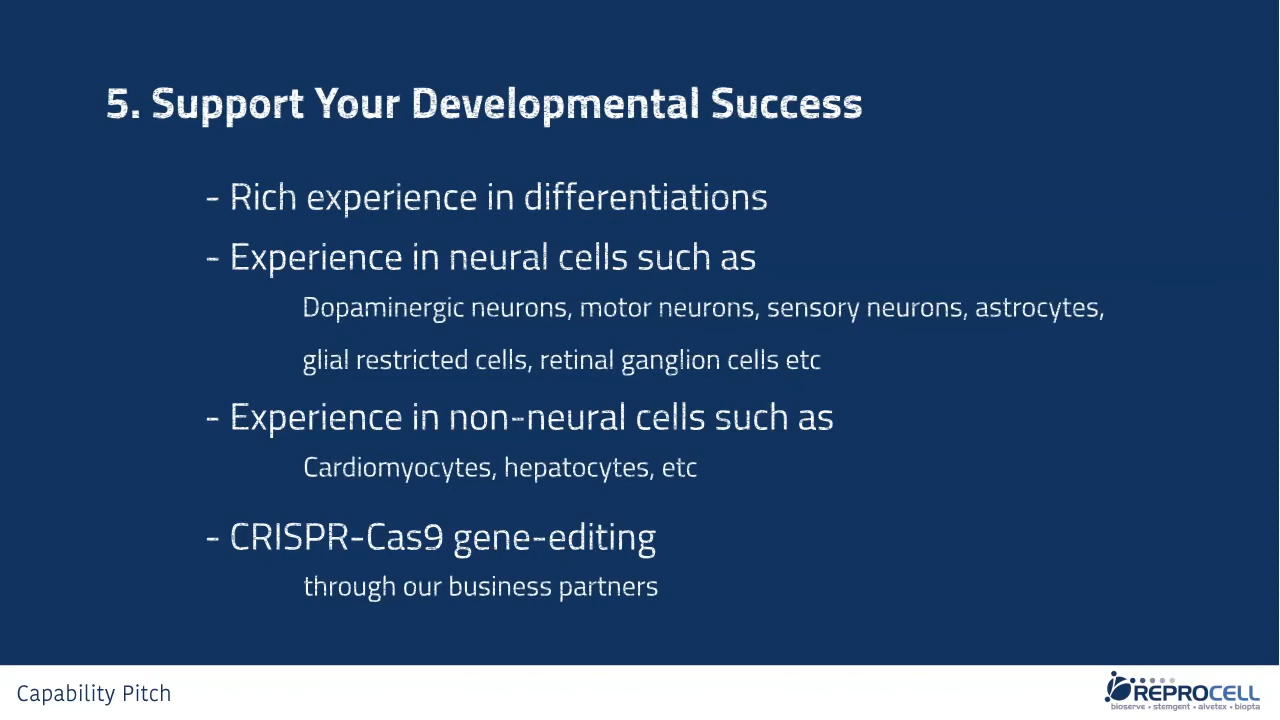 5. Support Your Developmental Success
- Rich experience in differentiations
- Experience in neural cells such as
Dopaminergic neurons, motor neurons, sensory neurons, astrocytes,
glial restricted cells, retinal ganglion cells etc
- Experience in non-neural cells such as
Cardiomyocytes, hepatocytes, etc
- CRISPR-Cas9 gene-editing
through our business partners
Capability Pitch
REPROCELL
bioserve • stemgent • alvetex • biopta